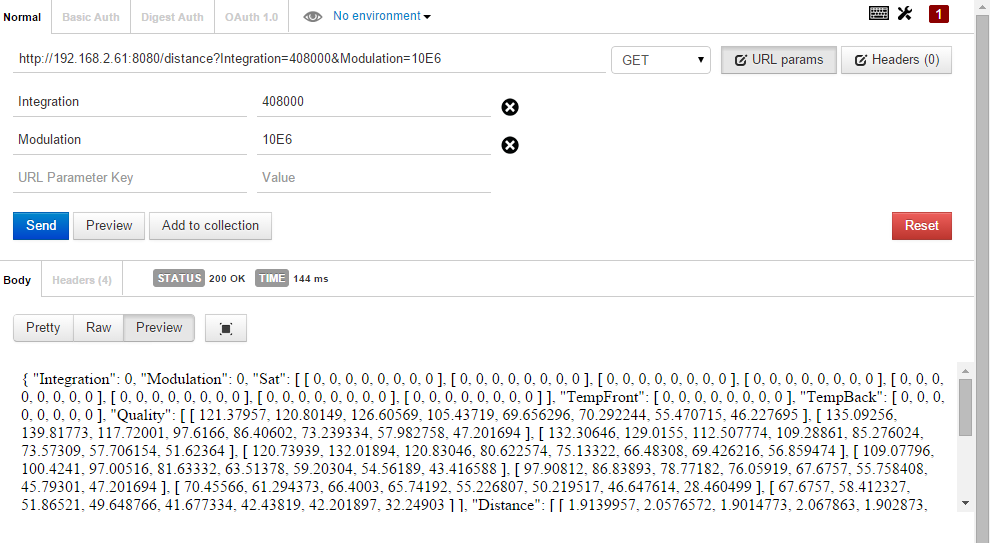 Normal Basic Auth Digest Auth OAuth 1.0 No environment 1
http://192.168.2.61:8080/distance?Integration=408000&Modulation=10E6 GET URL params Headers (0)
Integration 408000
Modulation 10E6
URL Parameter Key Value
Send Preview Add to collection Reset
Body Headers (4) STATUS 200 OK TIME 144 ms
Pretty Raw Preview
{ "Integration": 0, "Modulation": 0, "Sat": [ [ 0, 0, 0, 0, 0, 0, 0, 0 ], [ 0, 0, 0, 0, 0, 0, 0, 0 ], [ 0, 0, 0, 0, 0, 0, 0, 0 ], [ 0, 0, 0, 0, 0, 0, 0, 0 ], [ 0, 0, 0, 0,
0, 0, 0, 0 ], [ 0, 0, 0, 0, 0, 0, 0, 0 ], [ 0, 0, 0, 0, 0, 0, 0, 0 ], [ 0, 0, 0, 0, 0, 0, 0, 0 ] ], "TempFront": [ 0, 0, 0, 0, 0, 0, 0, 0 ], "TempBack": [ 0, 0, 0,
0, 0, 0, 0, 0 ], "Quality": [ [ 121.37957, 120.80149, 126.60569, 105.43719, 69.656296, 70.292244, 55.470715, 46.227695 ], [ 135.09256,
139.81773, 117.72001, 97.6166, 86.40602, 73.239334, 57.982758, 47.201694 ], [ 132.30646, 129.0155, 112.507774, 109.28861, 85.276024,
73.57309, 57.706154, 51.62364 ], [ 120.73939, 132.01894, 120.83046, 80.622574, 75.13322, 66.48308, 69.426216, 56.859474 ], [ 109.07796,
100.4241, 97.00516, 81.63332, 63.51378, 59.20304, 54.56189, 43.416588 ], [ 97.90812, 86.83893, 78.77182, 76.05919, 67.6757, 55.758408,
45.79301, 47.201694 ], [ 70.45566, 61.294373, 66.4003, 65.74192, 55.226807, 50.219517, 46.647614, 28.460499 ], [ 67.6757, 58.412327,
51.86521, 49.648766, 41.677334, 42.43819, 42.201897, 32.24903 ] ], "Distance": [ [ 1.9139957, 2.0576572, 1.9014773, 2.067863, 1.902873,